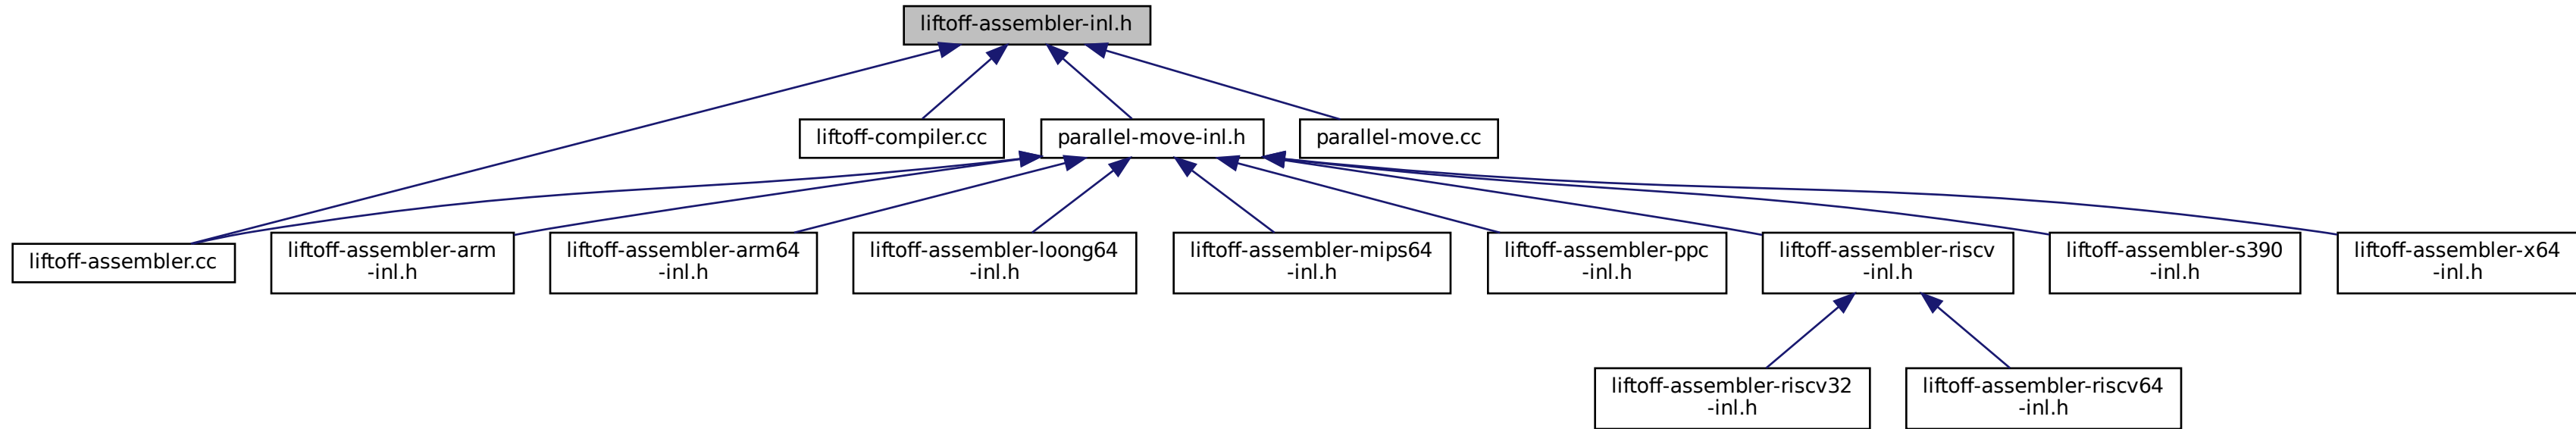 liftoff-assembler-inl.h
liftoff-compiler.cc
parallel-move-inl.h
parallel-move.cc
liftoff-assembler.cc
liftoff-assembler-arm
-inl.h
liftoff-assembler-arm64
-inl.h
liftoff-assembler-loong64
-inl.h
liftoff-assembler-mips64
-inl.h
liftoff-assembler-ppc
-inl.h
liftoff-assembler-riscv
-inl.h
liftoff-assembler-s390
-inl.h
liftoff-assembler-x64
-inl.h
liftoff-assembler-riscv32
-inl.h
liftoff-assembler-riscv64
-inl.h